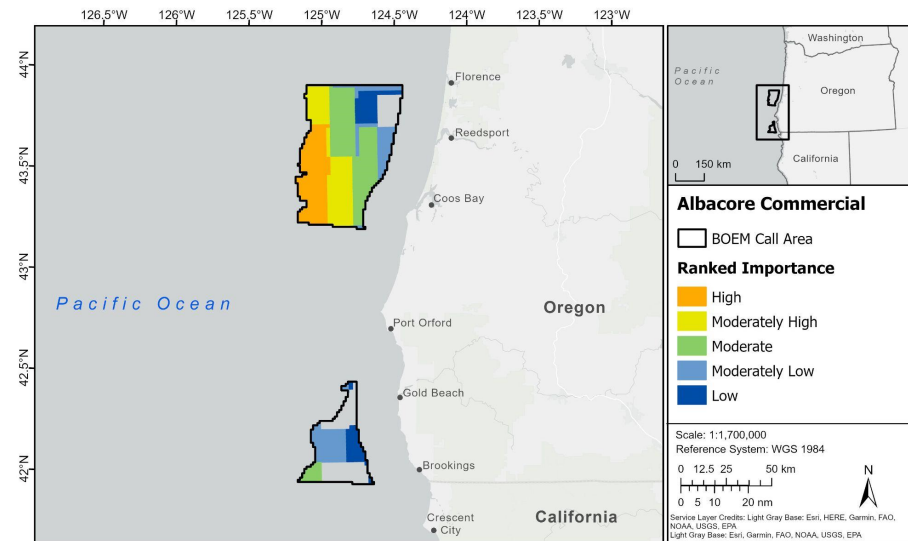 126.5°W 126°W 125.5°W 125°W 124.5°W 124°W 123.5°W 123°W
44°N
43.5°N
43°N
42.5°N
42°N
Florence
Reedsport
Coos Bay
Pacific Ocean
Oregon
Port Orford
Gold Beach
Brookings
Crescent
City
California
Washington
Pacific
Ocean
Oregon
California
0 150 km
Albacore Commercial
BOEM Call Area
Ranked Importance
High
Moderately High
Moderate
Moderately Low
Low
Scale: 1:1,700,000
Reference System: WGS 1984
0 12.5 25 50 km
0 5 10 20 nm
N
Service Layer Credits: Light Gray Base: Esri, HERE, Garmin, FAO,
NOAA, USGS, EPA
Light Gray Base: Esri, Garmin, FAO, NOAA, USGS, EPA